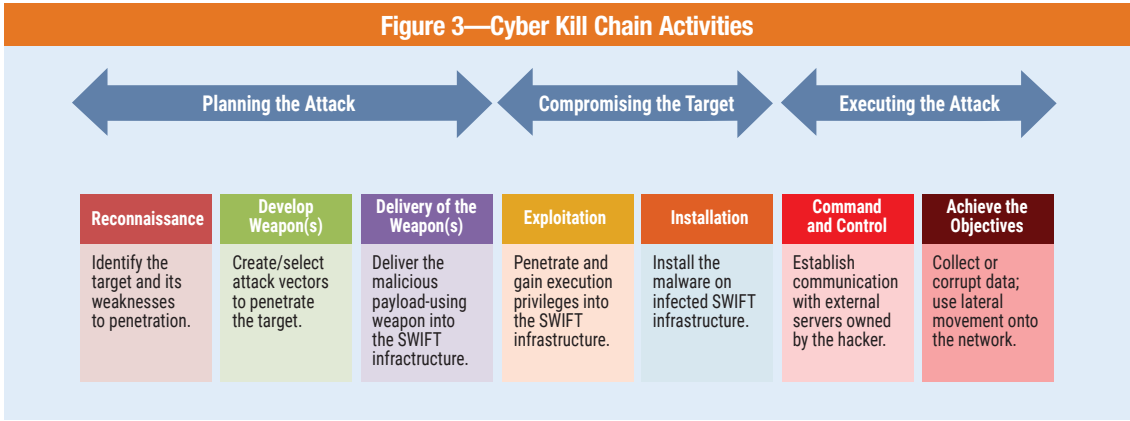 Figure 3—Cyber Kill Chain Activities
Planning the Attack
Compromising the Target
Executing the Attack
Reconnaissance
Identify the
target and its
weaknesses
to penetration.
Develop
Weapon(s)
Create/select
attack vectors
to penetrate
the target.
Delivery of the
Weapon(s)
Deliver the
malicious
payload-using
weapon into
the SWIFT
infractructure.
Exploitation
Penetrate and
gain execution
privileges into
the SWIFT
infrastructure.
Installation
Install the
malware on
infected SWIFT
infrastructure.
Command
and Control
Establish
communication
with external
servers owned
by the hacker.
Achieve the
Objectives
Collect or
corrupt data;
use lateral
movement onto
the network.